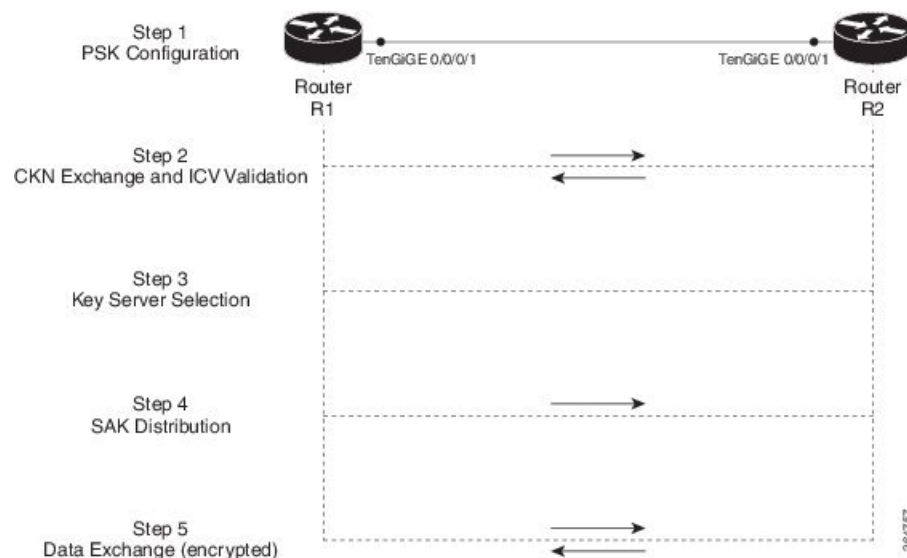 Step 1
PSK Configuration
TenGiGE 0/0/0/1
TenGiGE 0/0/0/1
Router
R1
Router
R2
Step 2
CKN Exchange and ICV Validation
Step 3
Key Server Selection
Step 4
SAK Distribution
Step 5
Data Exchange (encrypted)